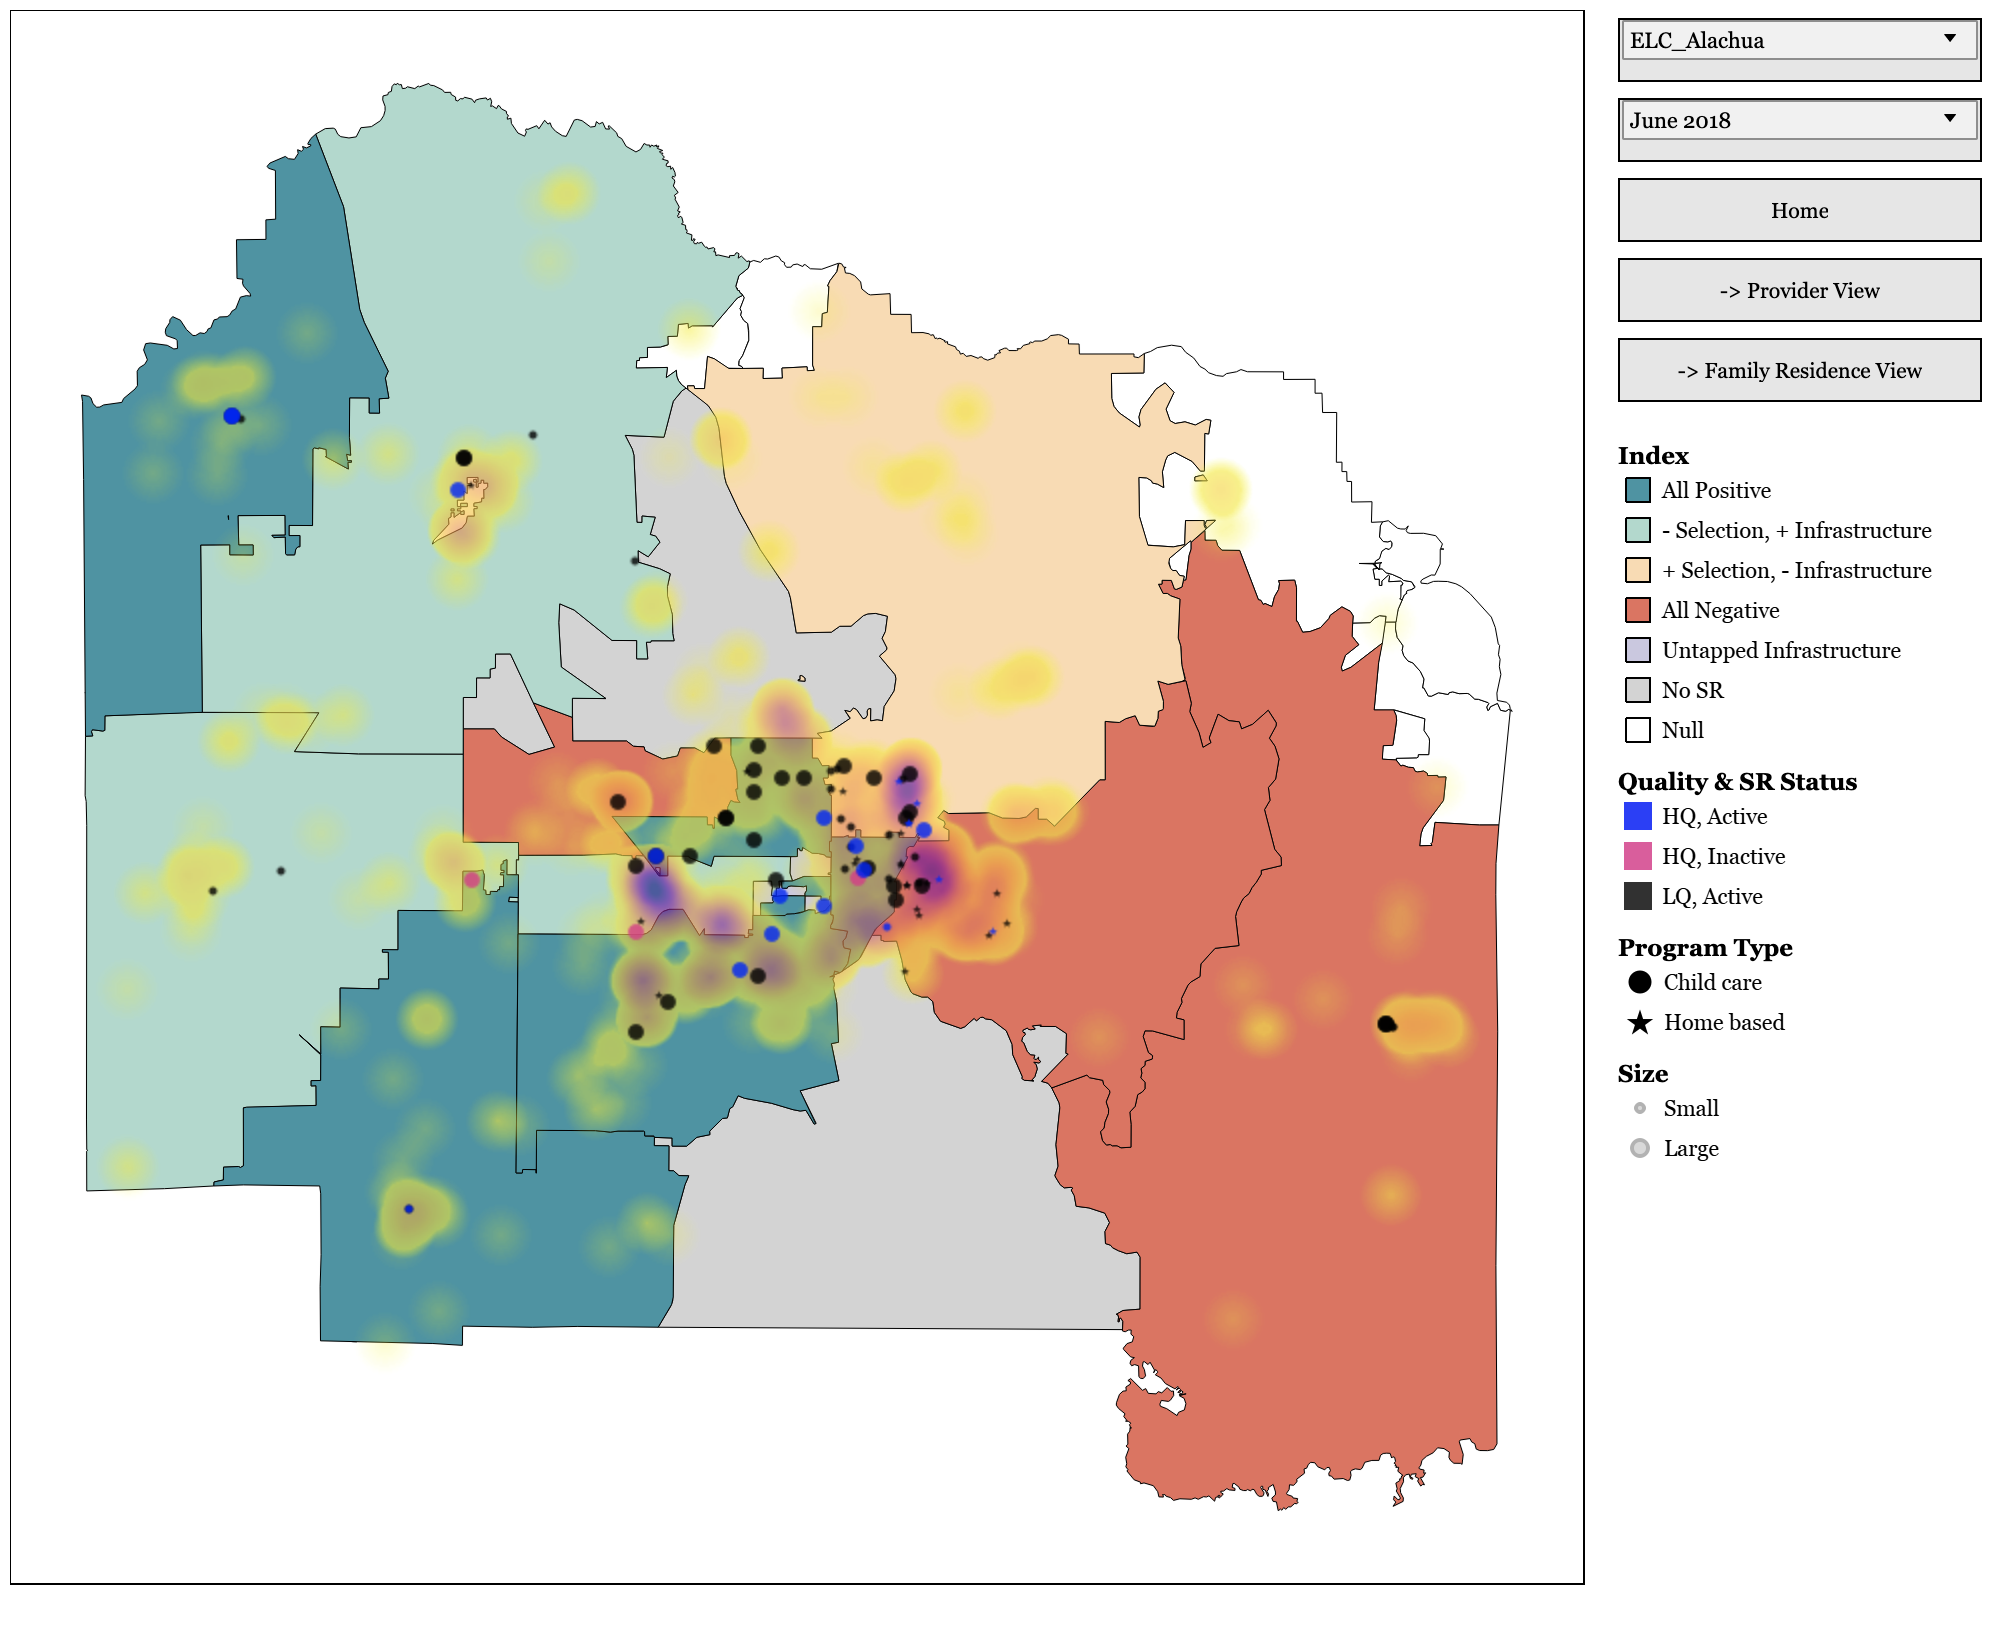 ELC_Alachua
June 2018
Home
-> Provider View
-> Family Residence View
Index
All Positive
- Selection, + Infrastructure
+ Selection, - Infrastructure
All Negative
Untapped Infrastructure
No SR
Null
Quality & SR Status
HQ, Active
HQ, Inactive
LQ, Active
Program Type
Child care
Home based
Size
Small
Large